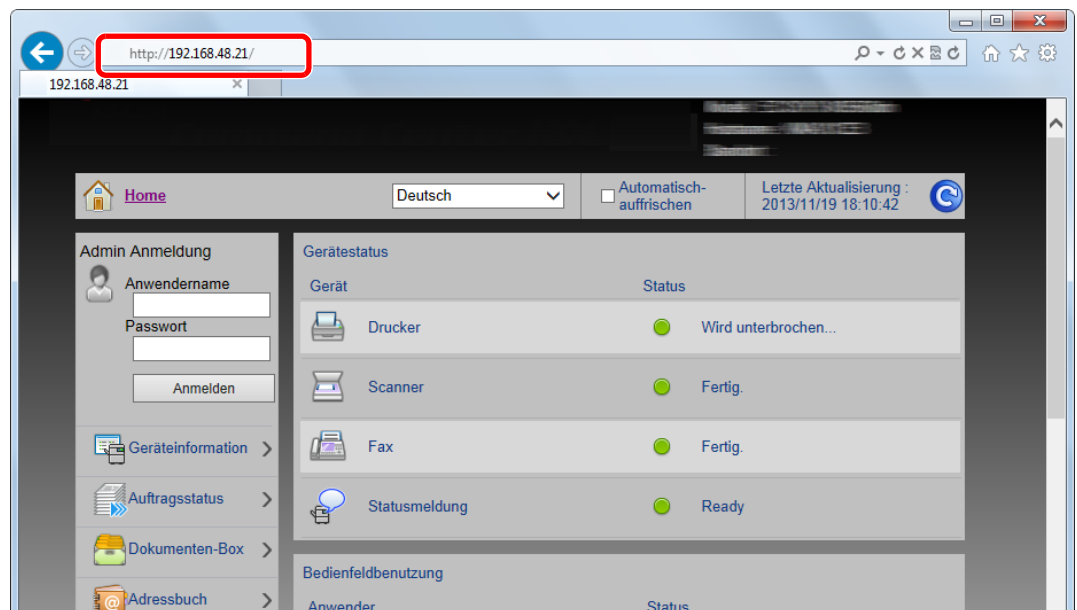 http://192.168.48.21/
192.168.48.21
Home
Deutsch
Automatisch-
auffrischen
Letzte Aktualisierung :
2013/11/19 18:10:42
Admin Anmeldung
Anwendername
Passwort
Anmelden
Geräteinformation
Auftragsstatus
Dokumenten-Box
Adressbuch
Gerätestatus
Gerät Status
Drucker Wird unterbrochen...
Scanner Fertig.
Fax Fertig.
Statusmeldung Ready
Bedienfeldbenutzung
Anwender Status